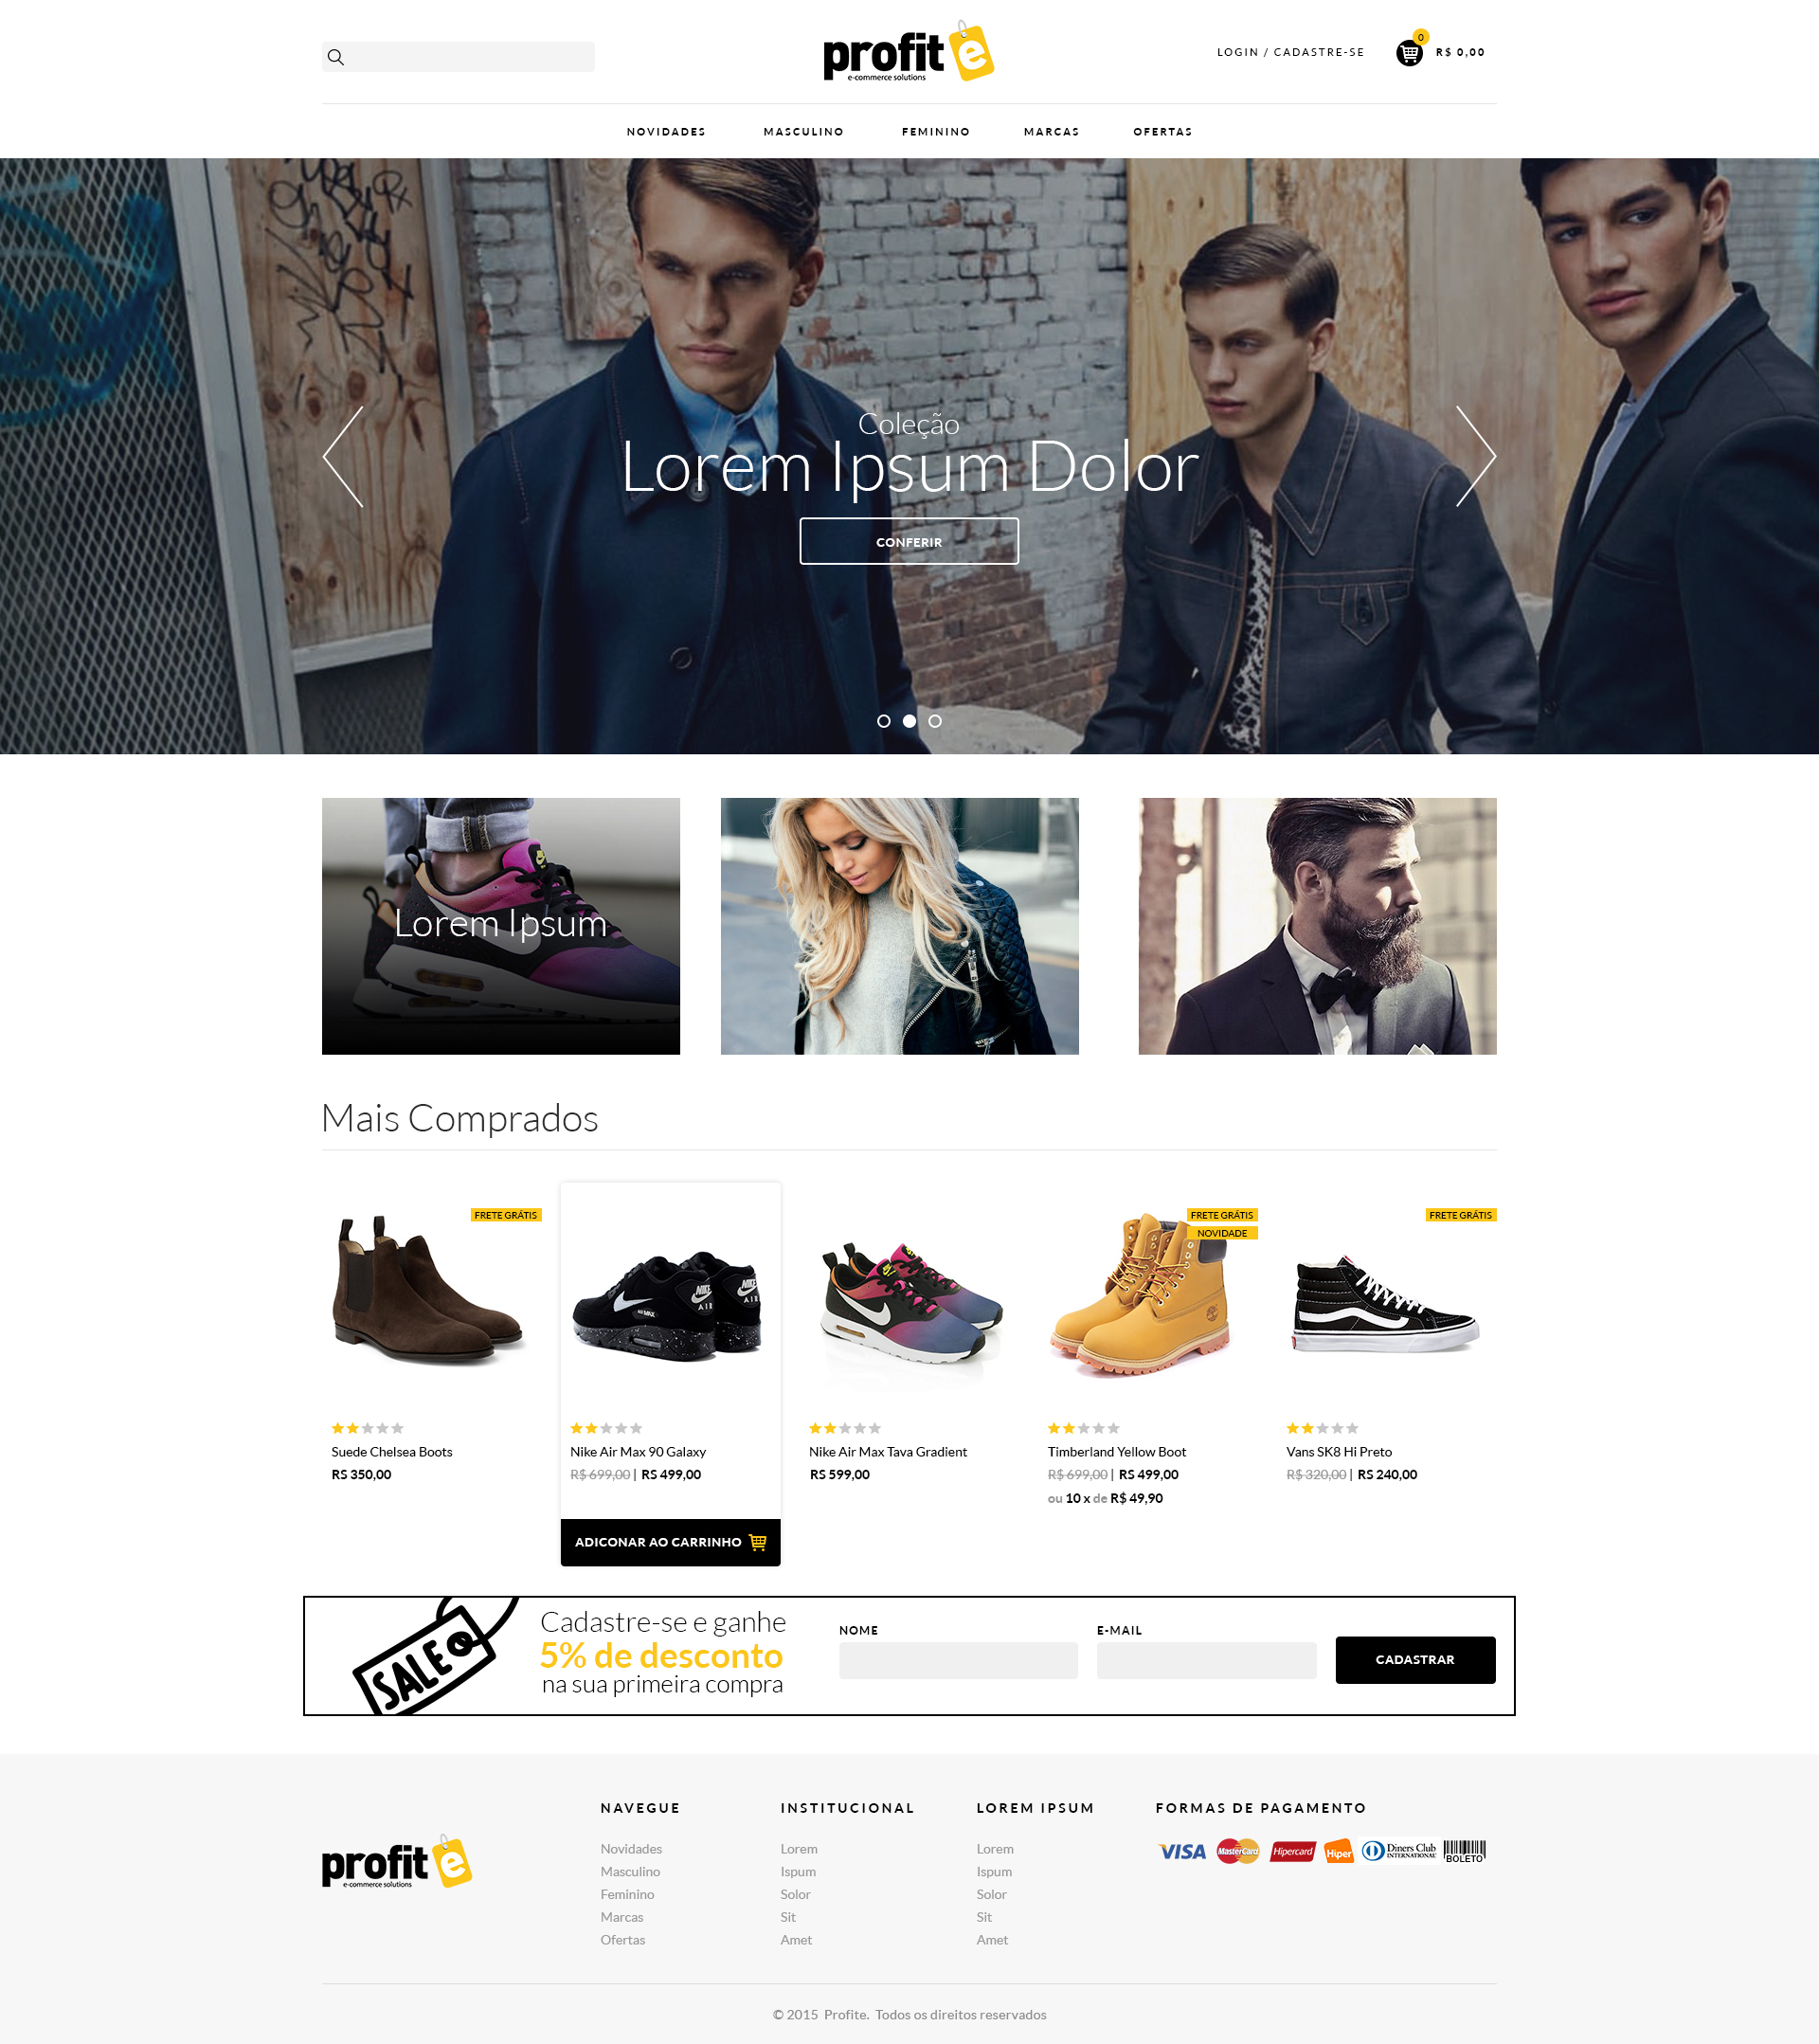 profit e
e-commerce solutions
LOGIN / CADASTRE-SE
0
R$ 0,00
NOVIDADES
MASCULINO
FEMININO
MARCAS
OFERTAS
Coleção
Lorem Ipsum Dolor
CONFERIR
Lorem Ipsum
Mais Comprados
FRETE GRÁTIS
Suede Chelsea Boots
R$ 350,00
NIKE
AIR
NIKE
AIR
Nike Air Max 90 Galaxy
R$ 699,00 | R$ 499,00
ADICONAR AO CARRINHO
Nike Air Max Tava Gradient
R$ 599,00
FRETE GRÁTIS
NOVIDADE
Timberland Yellow Boot
R$ 699,00 | R$ 499,00
ou 10 x de R$ 49,90
FRETE GRÁTIS
Vans SK8 Hi Preto
R$ 320,00 | R$ 240,00
SALE
Cadastre-se e ganhe
5% de desconto
na sua primeira compra
NOME
E-MAIL
CADASTRAR
profit e
e-commerce solutions
NAVEGUE
Novidades
Masculino
Feminino
Marcas
Ofertas
INSTITUCIONAL
Lorem
Ispum
Solor
Sit
Amet
LOREM IPSUM
Lorem
Ispum
Solor
Sit
Amet
FORMAS DE PAGAMENTO
VISA
MasterCard
Hipercard
Hiper
Diners Club
INTERNATIONAL
BOLETO
© 2015 Profite. Todos os direitos reservados